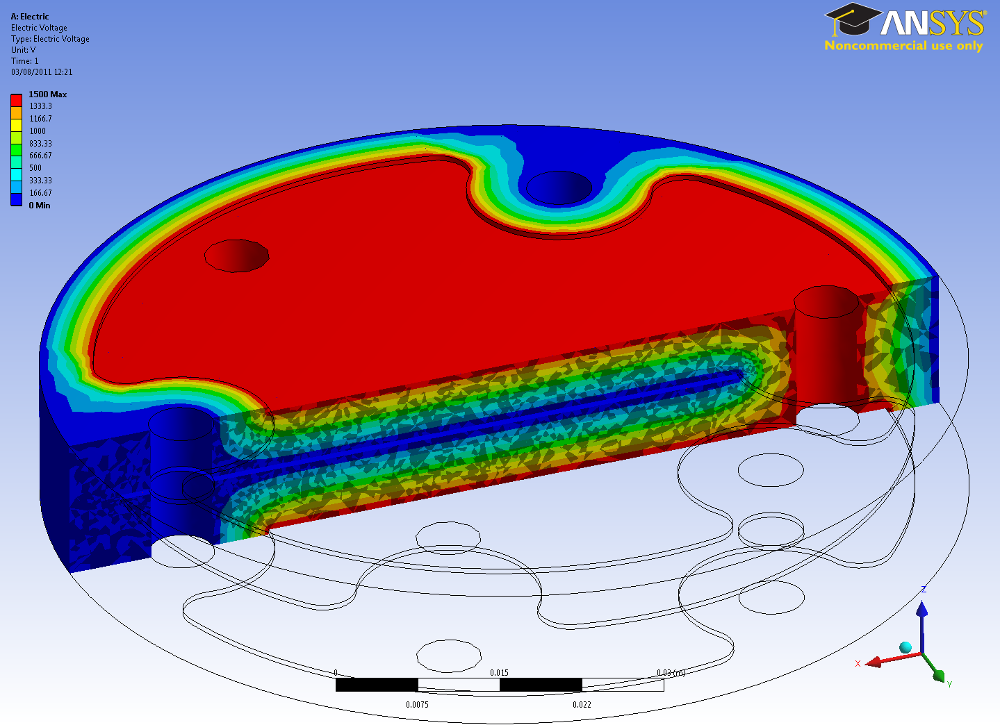 A: Electric
Electric Voltage
Type: Electric Voltage
Unit: V
Time: 1
03/08/2011 12:21
1500 Max
1333.3
1166.7
1000
833.33
666.67
500
333.33
166.67
0 Min
ANSYS®
Noncommercial use only
Z
X
Y
0
0.015
0.03 (m)
0.0075
0.022